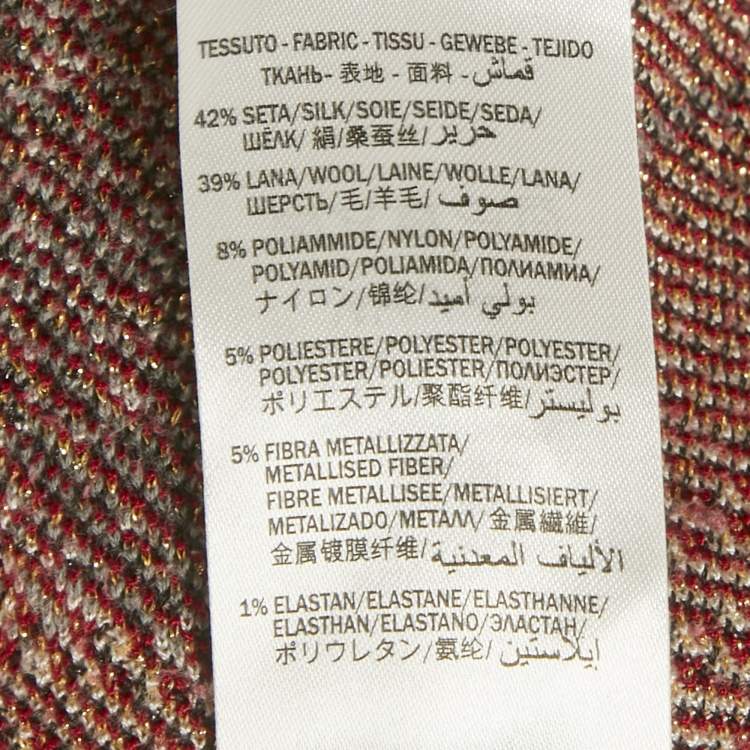 TESSUTO - FABRIC - TISSU - GEWEBE - TEJIDO
ТКАНЬ- 表地 - 面料 - قماش
42% SETA/SILK/SOIE/SEIDE/SEDA/
ШЁЛК/ 絹/桑蚕丝/ حرير
39% LANA/WOOL/LAINE/WOLLE/LANA/
ШЕРСТЬ/毛/羊毛/ صوف
8% POLIAMMIDE/NYLON/POLYAMIDE/
POLYAMID/POLIAMIDA/ПОЛИАМИА/
ナイロン/锦纶/بولي أميد
5% POLIESTERE/POLYESTER/POLYESTER/
POLYESTER/POLIESTER/ПОЛИЭСТЕР/
ポリエステル/聚酯纤维/بوليستر
5% FIBRA METALLIZZATA/
METALLISED FIBER/
FIBRE METALLISEE/METALLISIERT/
METALIZADO/МЕТАЛЛ/ 金属繊維/
金属镀膜纤维/الألياف المعدنية
1% ELASTAN/ELASTANE/ELASTHANNE/
ELASTHAN/ELASTANO/ЭЛАСТАН/
ポリウレタン/氨纶/ إيلاستين